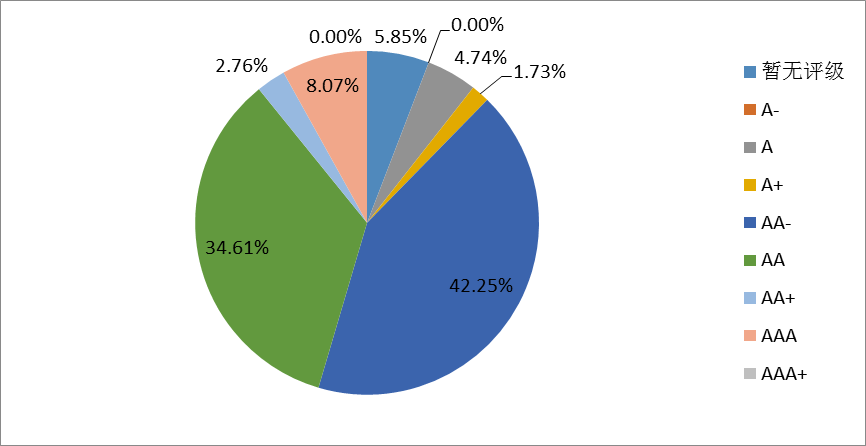 0.00%
5.85%
0.00%
4.74%
1.73%
2.76%
8.07%
34.61%
42.25%
暂无评级
A-
A
A+
AA-
AA
AA+
AAA
AAA+